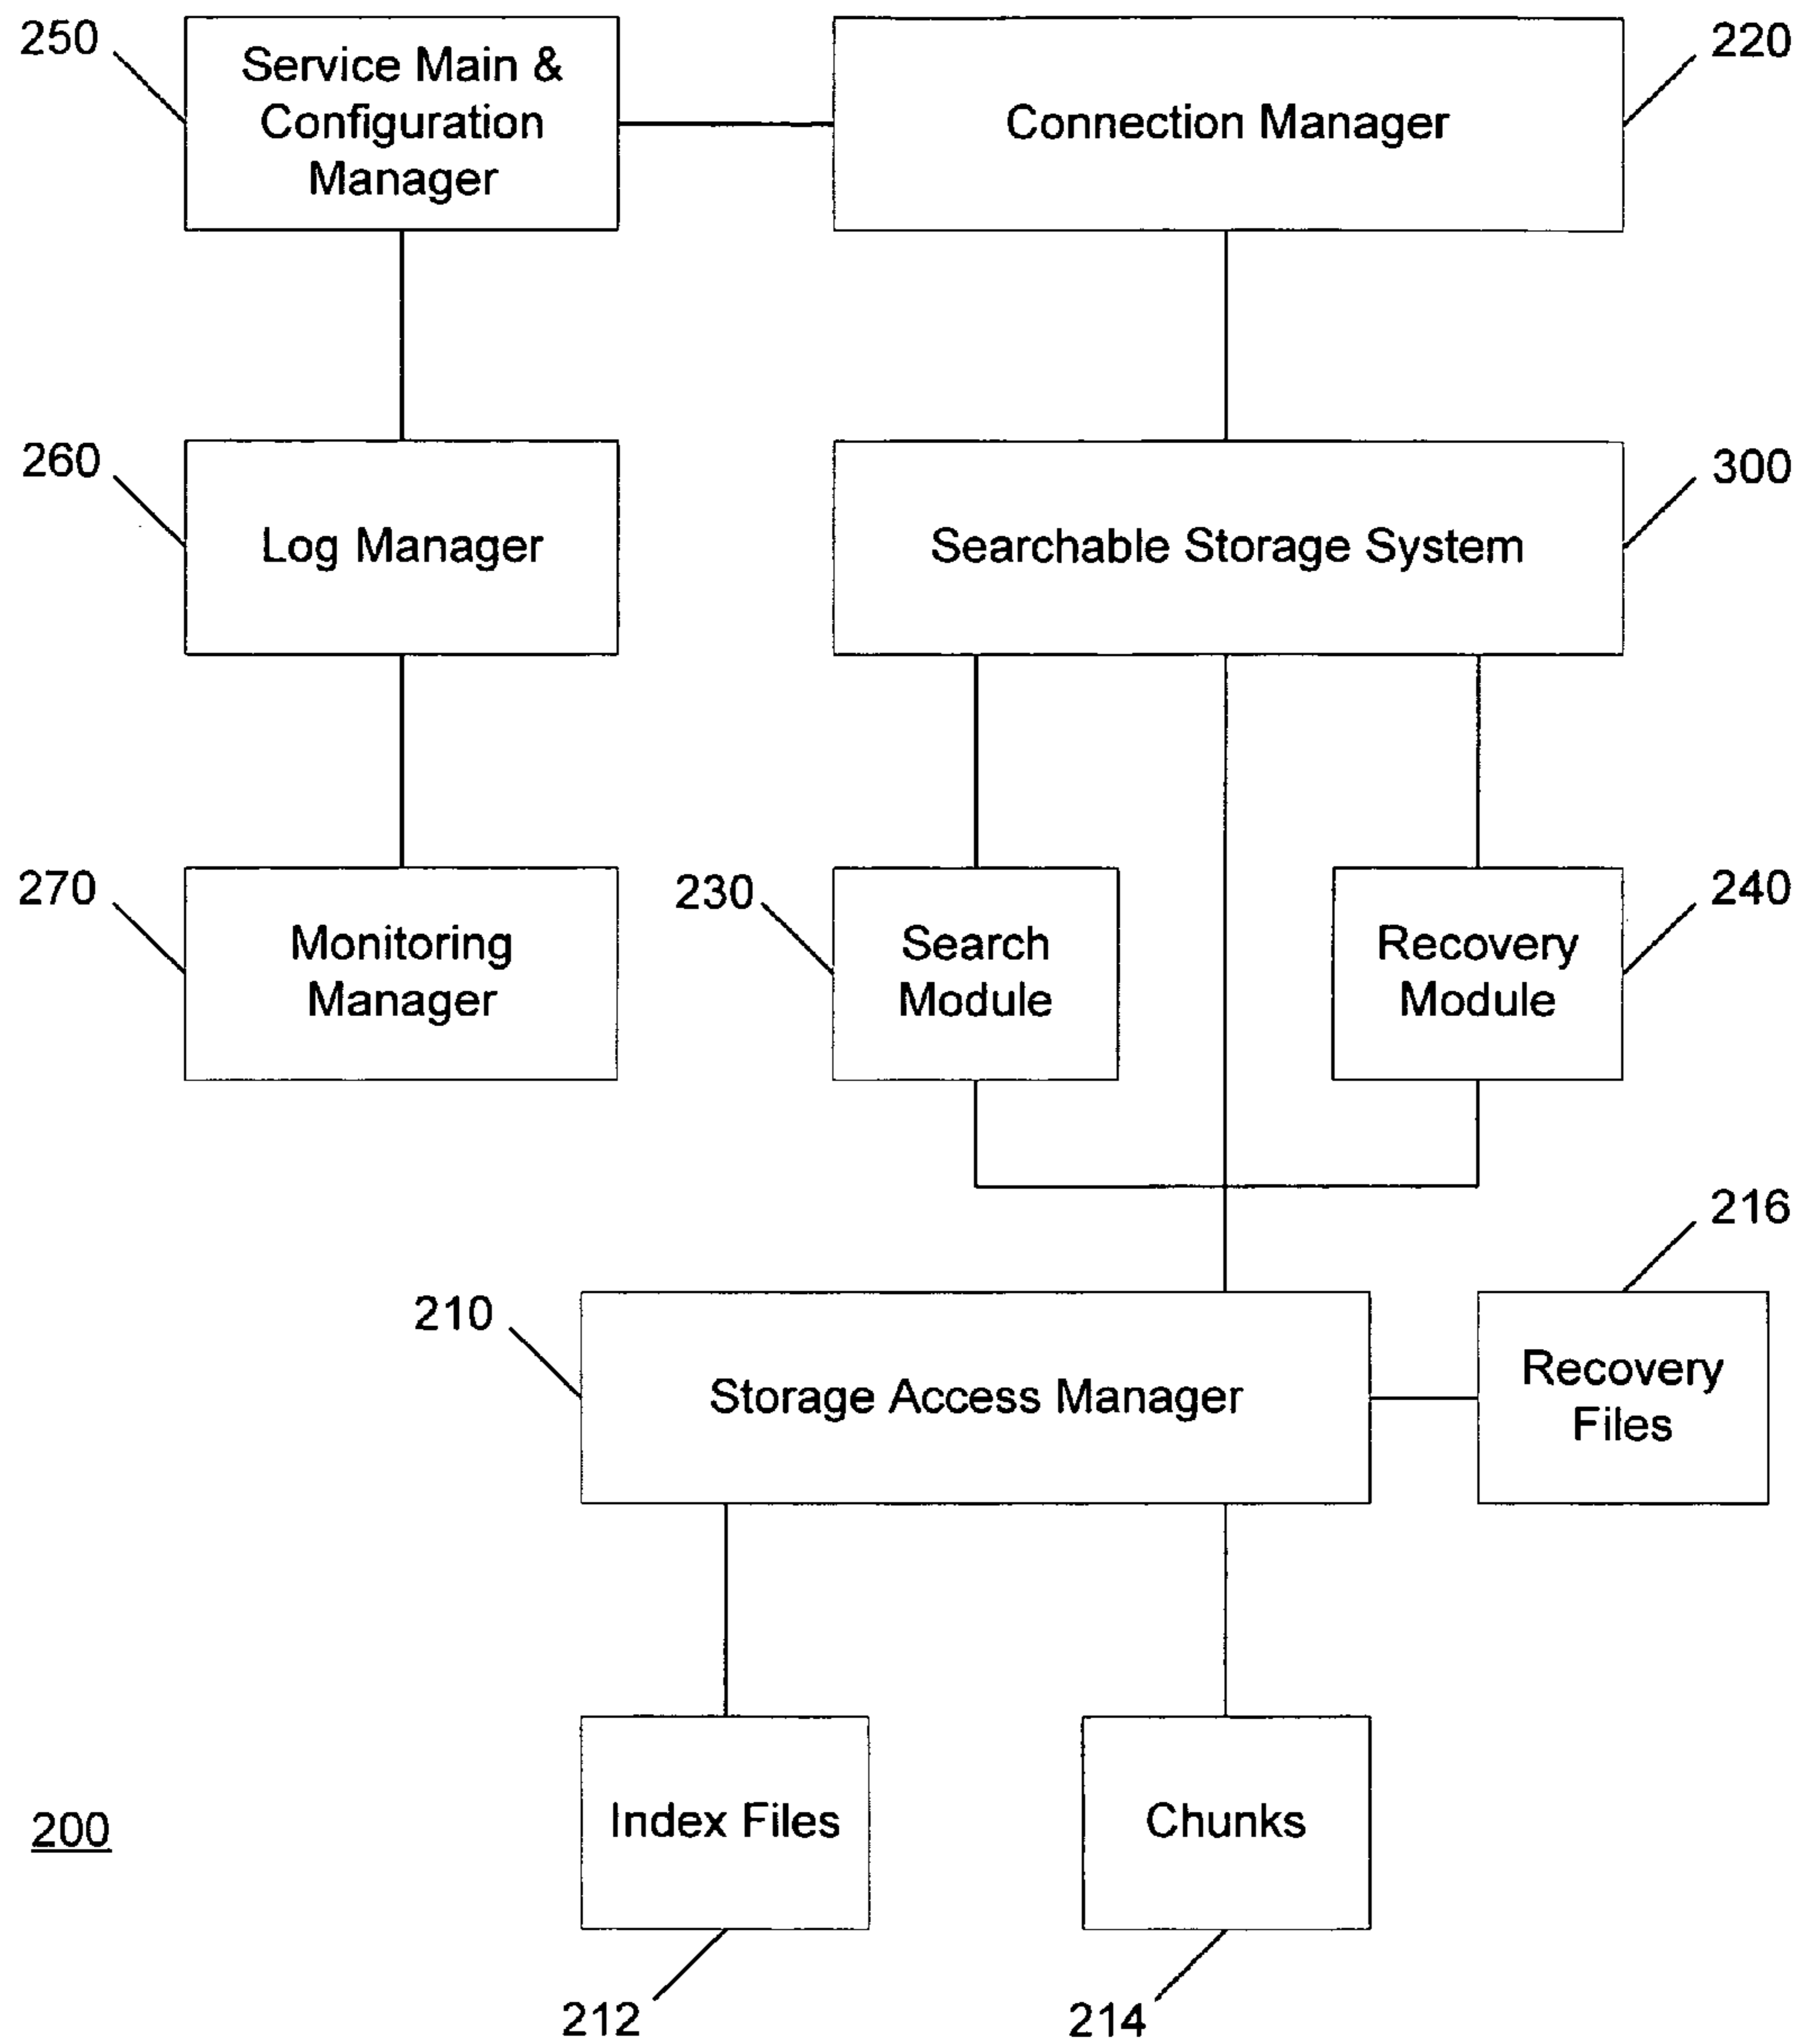 250
Service Main &
Configuration
Manager
Connection Manager
220
260
Log Manager
Searchable Storage System
300
270
Monitoring
Manager
230
Search
Module
Recovery
Module
240
216
210
Storage Access Manager
Recovery
Files
200
Index Files
Chunks
212
214